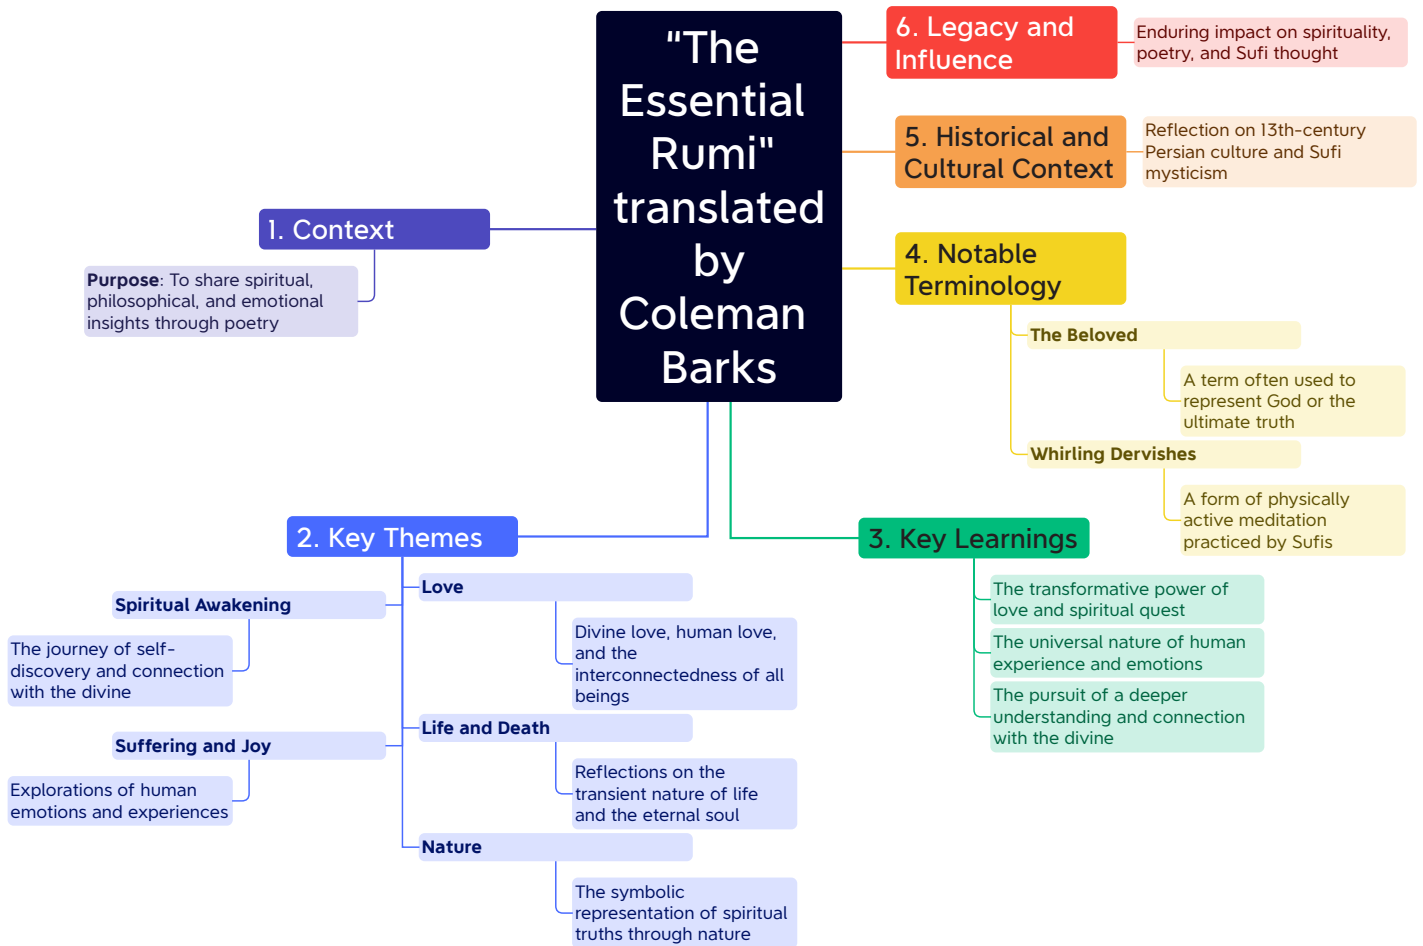 “The
Essential
Rumi"
translated
by
Coleman
Barks
1. Context
Purpose: To share spiritual,
philosophical, and emotional
insights through poetry
2. Key Themes
Spiritual Awakening
The journey of self-
discovery and connection
with the divine
Suffering and Joy
Explorations of human
emotions and experiences
Love
Divine love, human love,
and the
interconnectedness of all
beings
Life and Death
Reflections on the
transient nature of life
and the eternal soul
Nature
The symbolic
representation of spiritual
truths through nature
3. Key Learnings
The transformative power of
love and spiritual quest
The universal nature of human
experience and emotions
The pursuit of a deeper
understanding and connection
with the divine
4. Notable
Terminology
The Beloved
A term often used to
represent God or the
ultimate truth
Whirling Dervishes
A form of physically
active meditation
practiced by Sufis
5. Historical and
Cultural Context
Reflection on 13th-century
Persian culture and Sufi
mysticism
6. Legacy and
Influence
Enduring impact on spirituality,
poetry, and Sufi thought